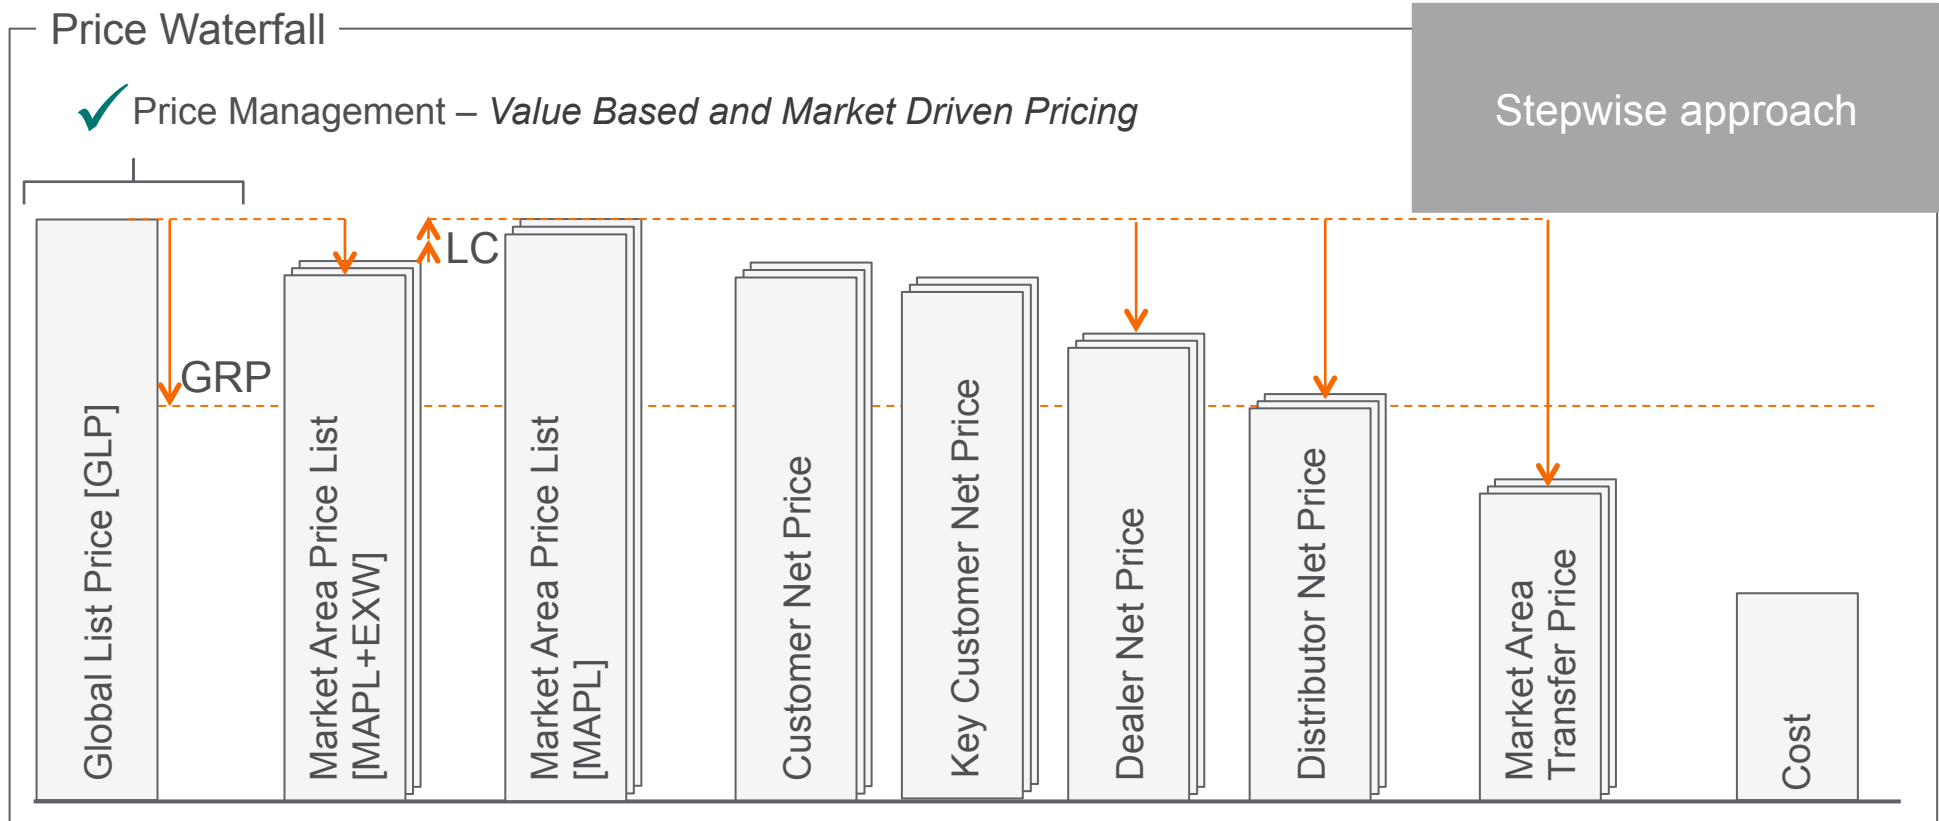 Price Waterfall
Price Management – Value Based and Market Driven Pricing
Stepwise approach
LC
GRP
Global List Price [GLP]
Market Area Price List
[MAPL+EXW]
Market Area Price List
[MAPL]
Customer Net Price
Key Customer Net Price
Dealer Net Price
Distributor Net Price
Market Area
Transfer Price
Cost